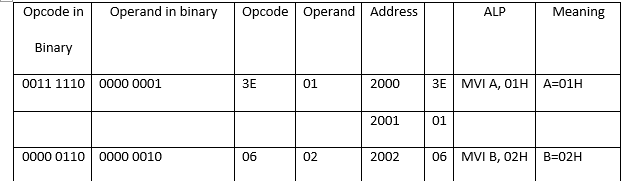 Opcode in Binary Operand in binary Opcode Operand Address ALP Meaning
0011 1110 0000 0001 3E 01 2000 3E MVI A, 01H A=01H
2001 01
0000 0110 0000 0010 06 02 2002 06 MVI B, 02H B=02H